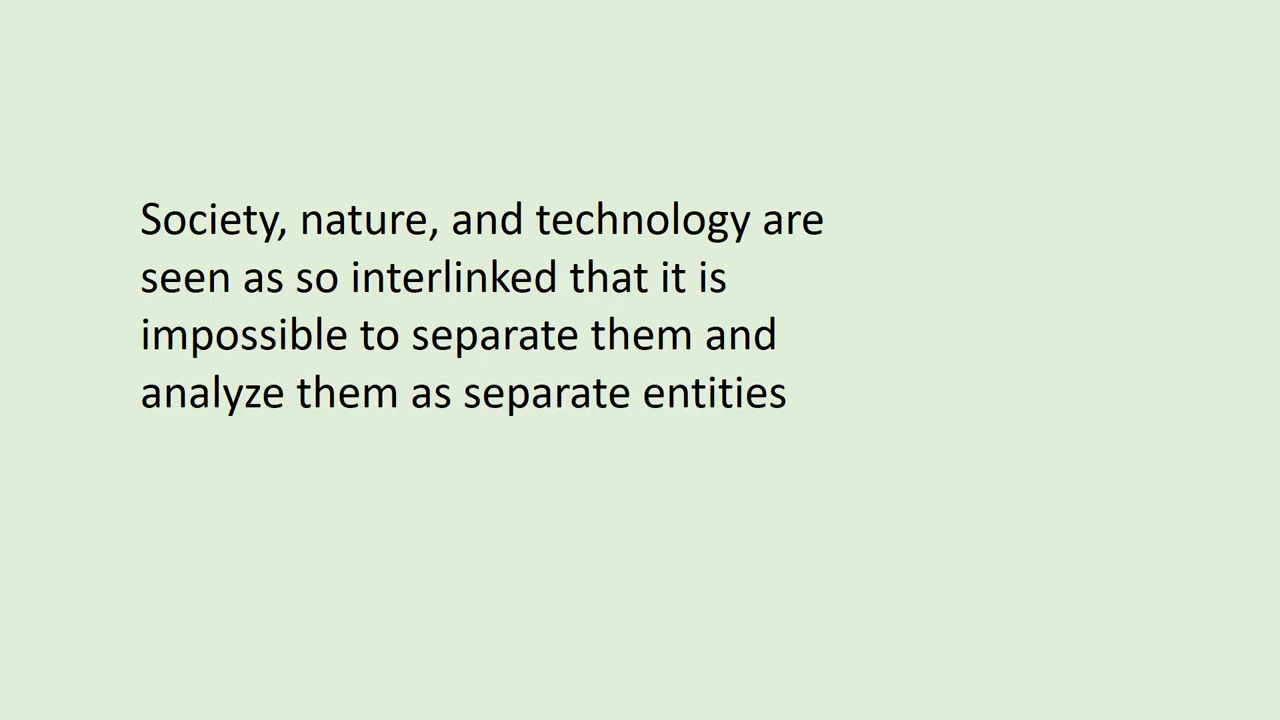 Society, nature, and technology are
seen as so interlinked that it is
impossible to separate them and
analyze them as separate entities